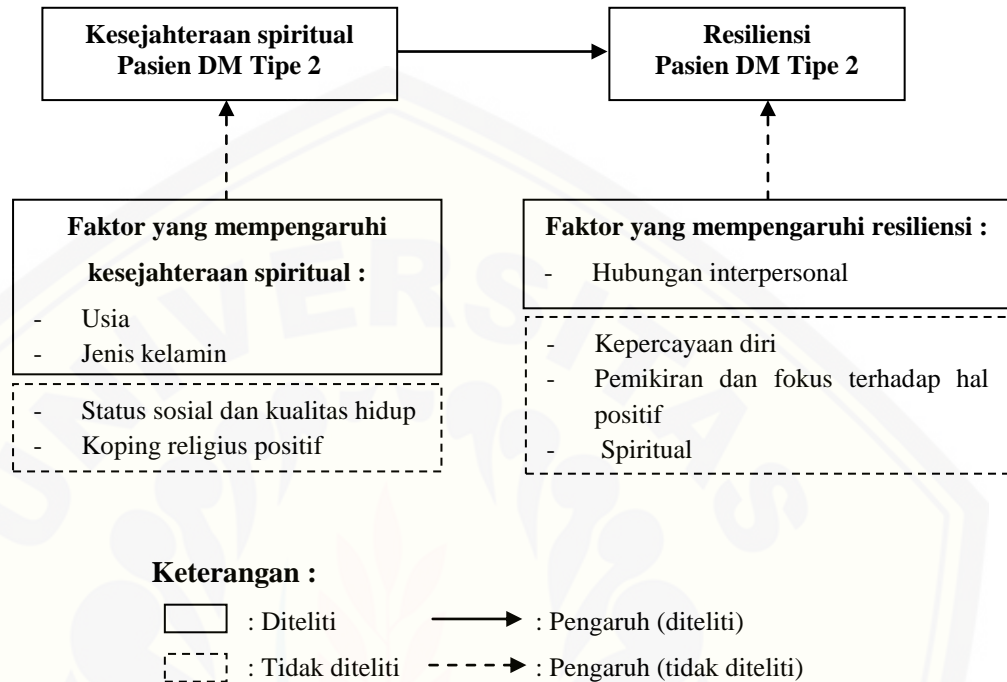 Kesejahteraan spiritual
Pasien DM Tipe 2
Resiliensi
Pasien DM Tipe 2
Faktor yang mempengaruhi
kesejahteraan spiritual :
- Usia
- Jenis kelamin
- Status sosial dan kualitas hidup
- Koping religius positif
Faktor yang mempengaruhi resiliensi :
- Hubungan interpersonal
- Kepercayaan diri
- Pemikiran dan fokus terhadap hal
positif
- Spiritual
UNIVERSITAS
Keterangan :
: Diteliti
: Pengaruh (diteliti)
: Tidak diteliti
: Pengaruh (tidak diteliti)